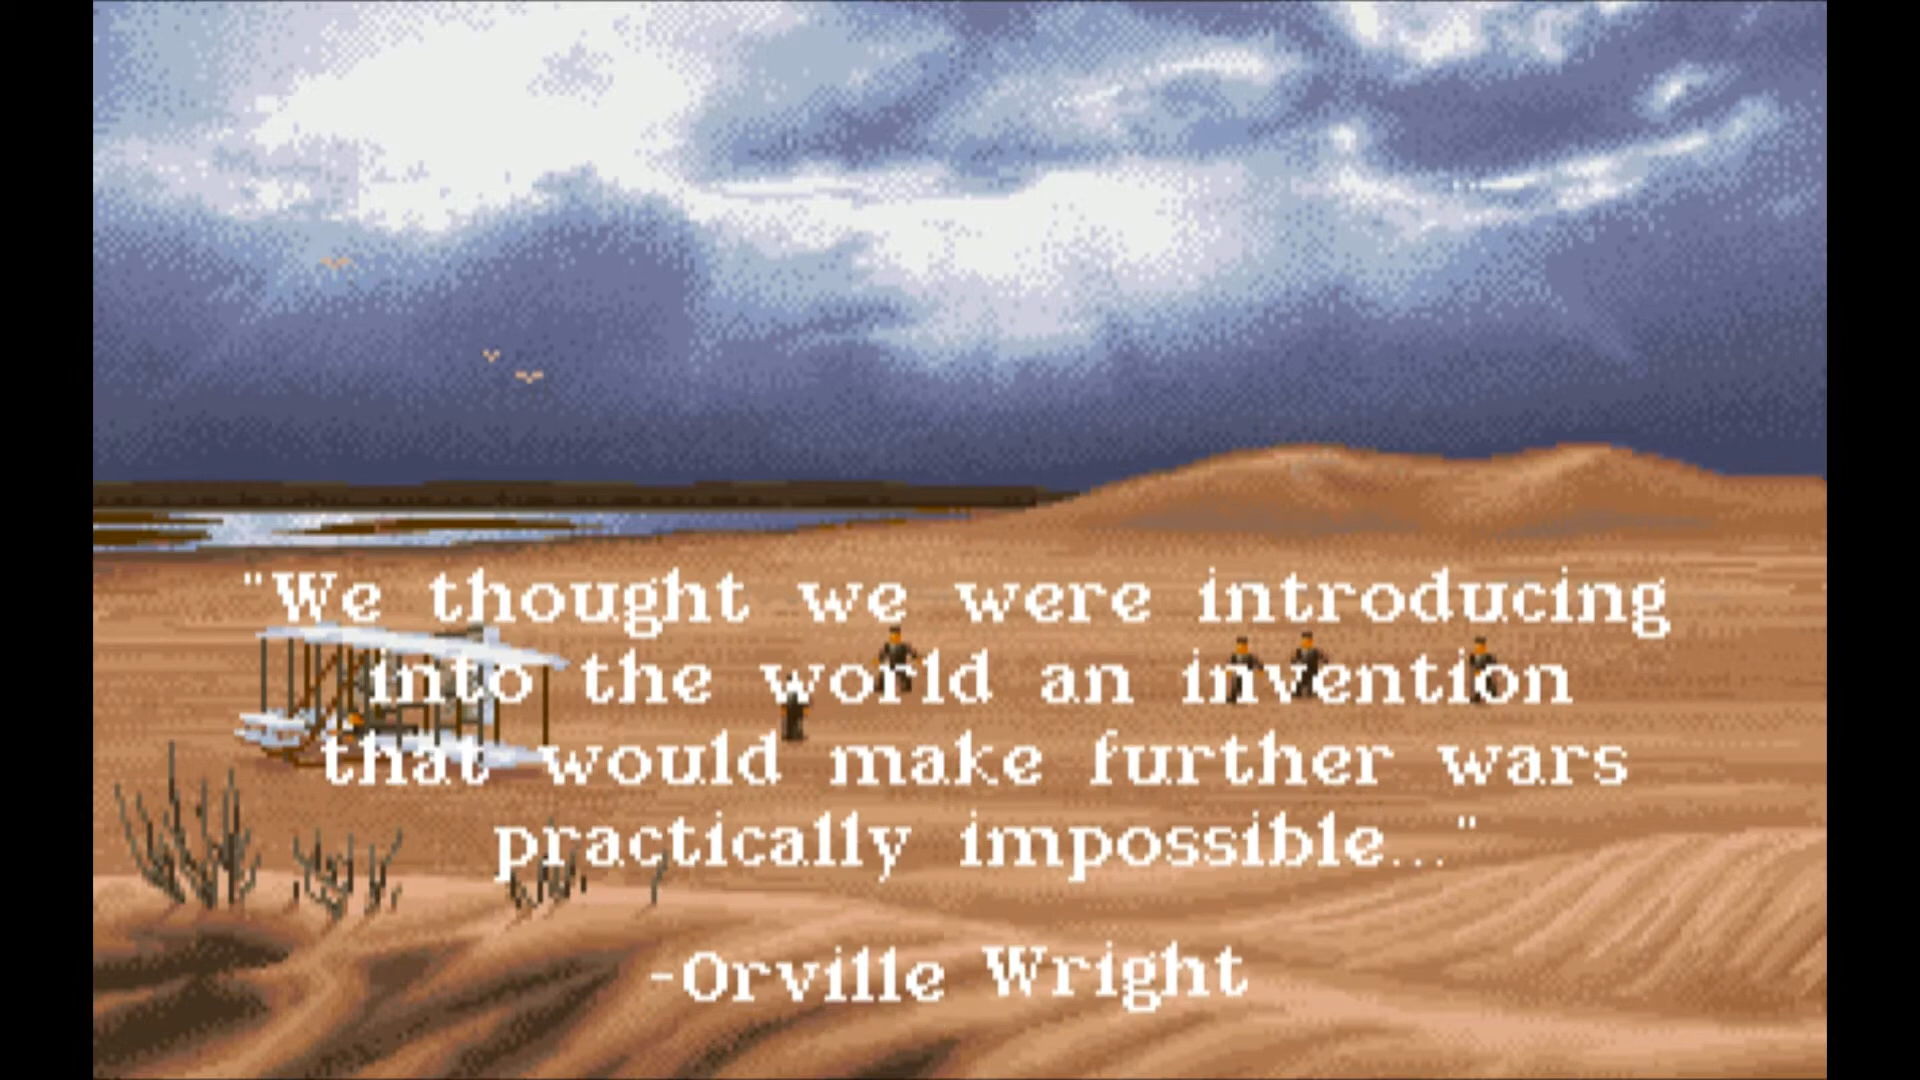 "We thought we were introducing
into the world an invention
that would make further wars
practically impossible..."
-Orville Wright